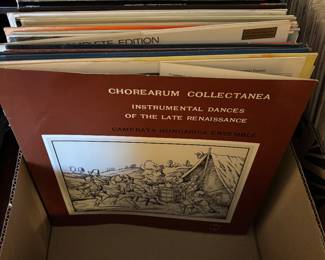 EDITION
CHOREARUM COLLECTANEA
INSTRUMENTAL DANCES
OF THE LATE RENAISSANCE
CAMERATA HUNGARICA ENSEMBLE